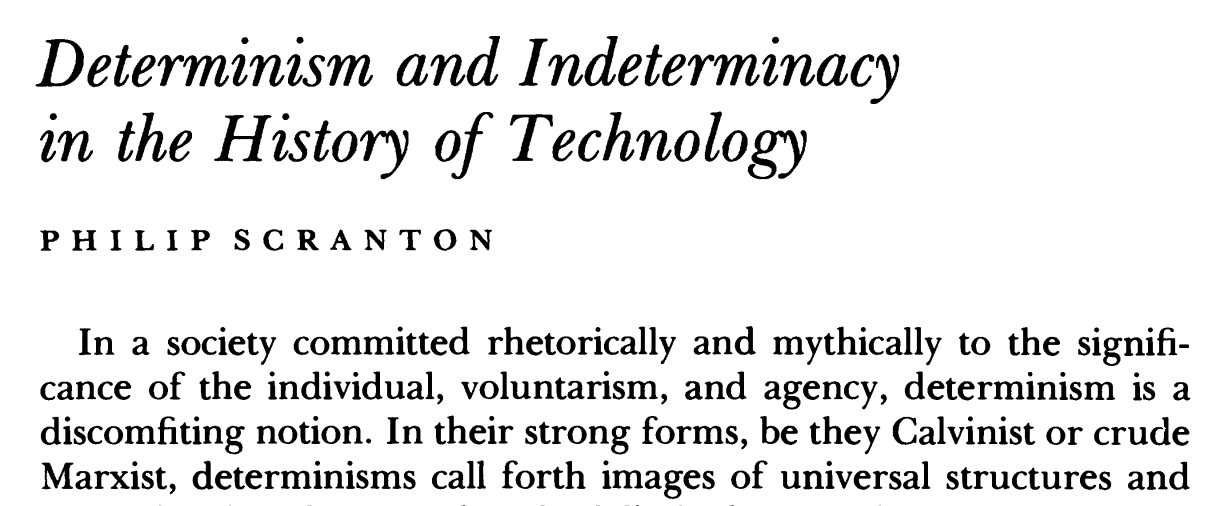 Determinism and Indeterminacy
in the History of Technology
PHILIP SCRANTON
In a society committed rhetorically and mythically to the signifi-
cance of the individual, voluntarism, and agency, determinism is a
discomfiting notion. In their strong forms, be they Calvinist or crude
Marxist, determinisms call forth images of universal structures and